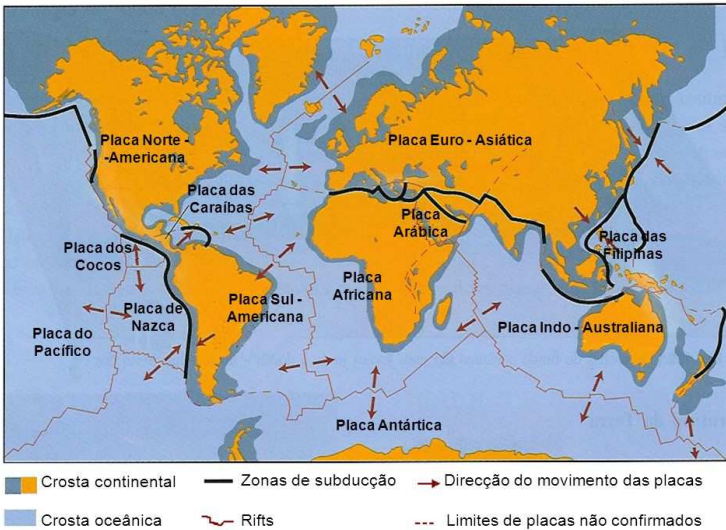 Placa Norte -
-Americana
Placa Euro - Asiática
Placa das
Caraíbas
Placa
Arábica
Placa dos
Cocos
Placa das
Filipinas
Placa de
Nazca
Placa Sul -
Americana
Placa
Africana
Placa do
Pacífico
Placa Indo - Australiana
Placa Antártica
Crosta continental
Zonas de subducção
Direcção do movimento das placas
Crosta oceânica
Rifts
Limites de placas não confirmados